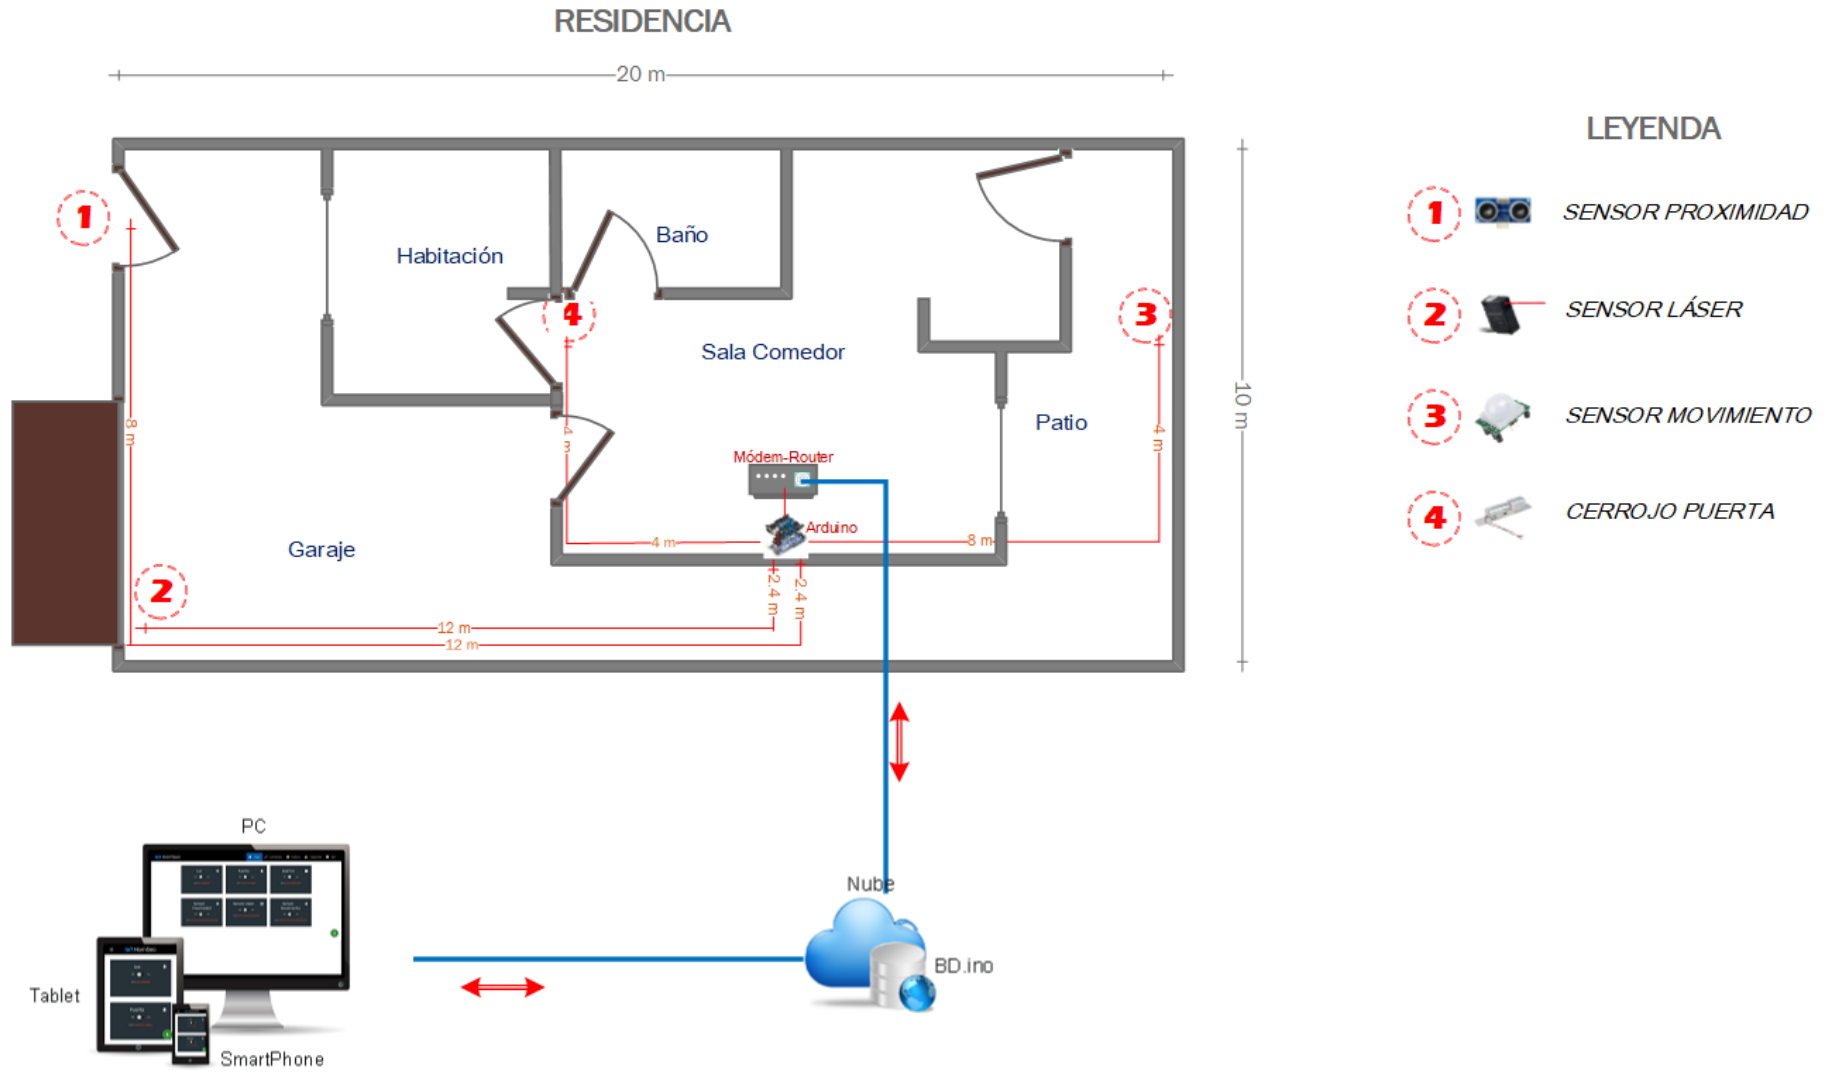 RESIDENCIA
20 m
LEYENDA
1
SENSOR PROXIMIDAD
2
SENSOR LÁSER
3
SENSOR MOVIMIENTO
4
CERROJO PUERTA
10 m
1
Habitación
Baño
4
3
Sala Comedor
Patio
8 m
4 m
4 m
Módem-Router
Arduino
4 m
8 m
Garaje
2
2.4 m
2.4 m
12 m
12 m
PC
Nube
BD.ino
Tablet
SmartPhone